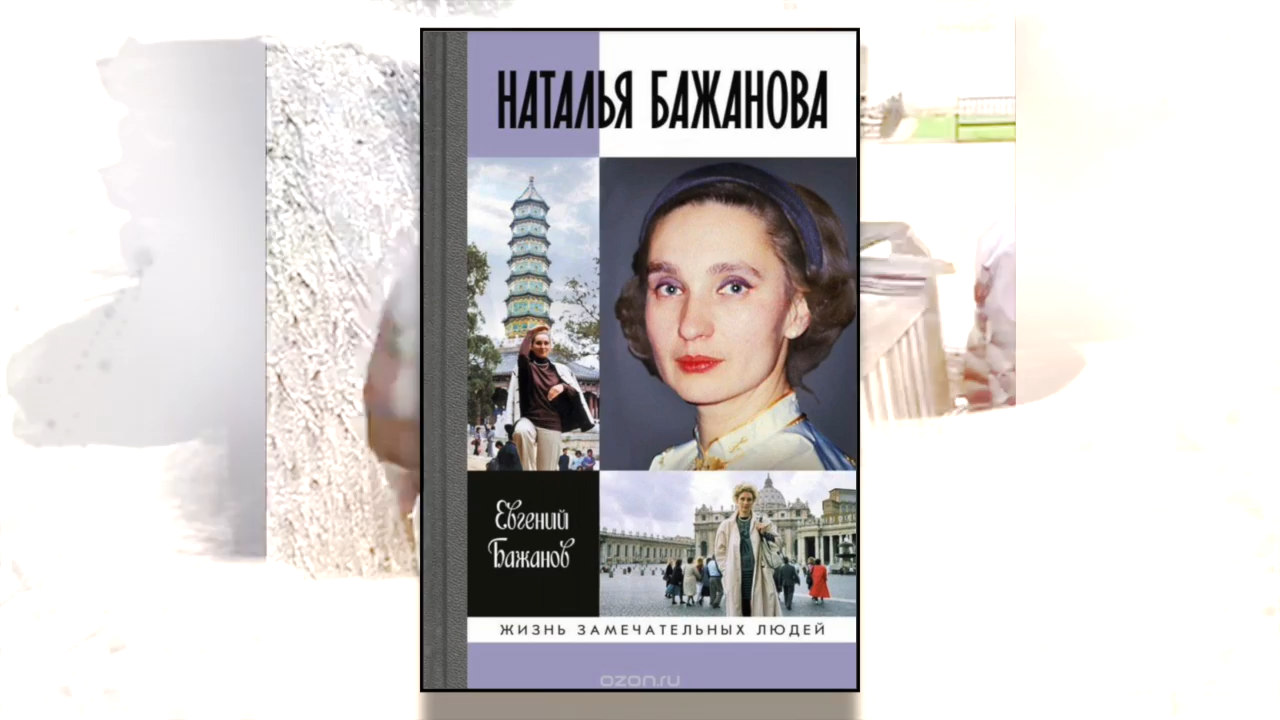 НАТАЛЬЯ БАЖАНОВА
Евгений
Бажанов
ЖИЗНЬ ЗАМЕЧАТЕЛЬНЫХ ЛЮДЕЙ
ozon.ru